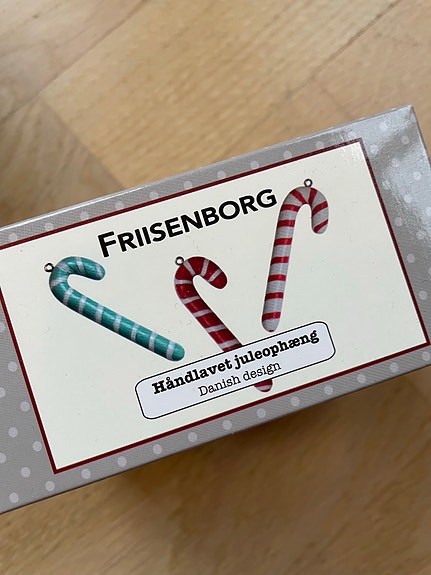 FRIISENBORG
Håndlavet juleophæng
Danish design